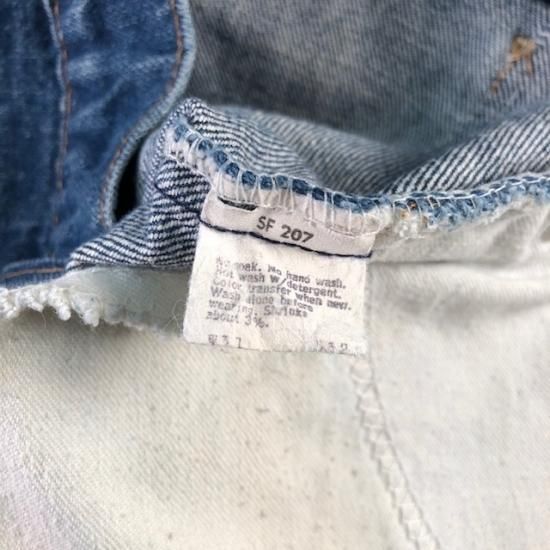 SF 207
No soak. No hand wash.
Hot wash w/detergent.
Color transfer when new.
Wash alone before
wearing. Shrinks
about 3%.
W31